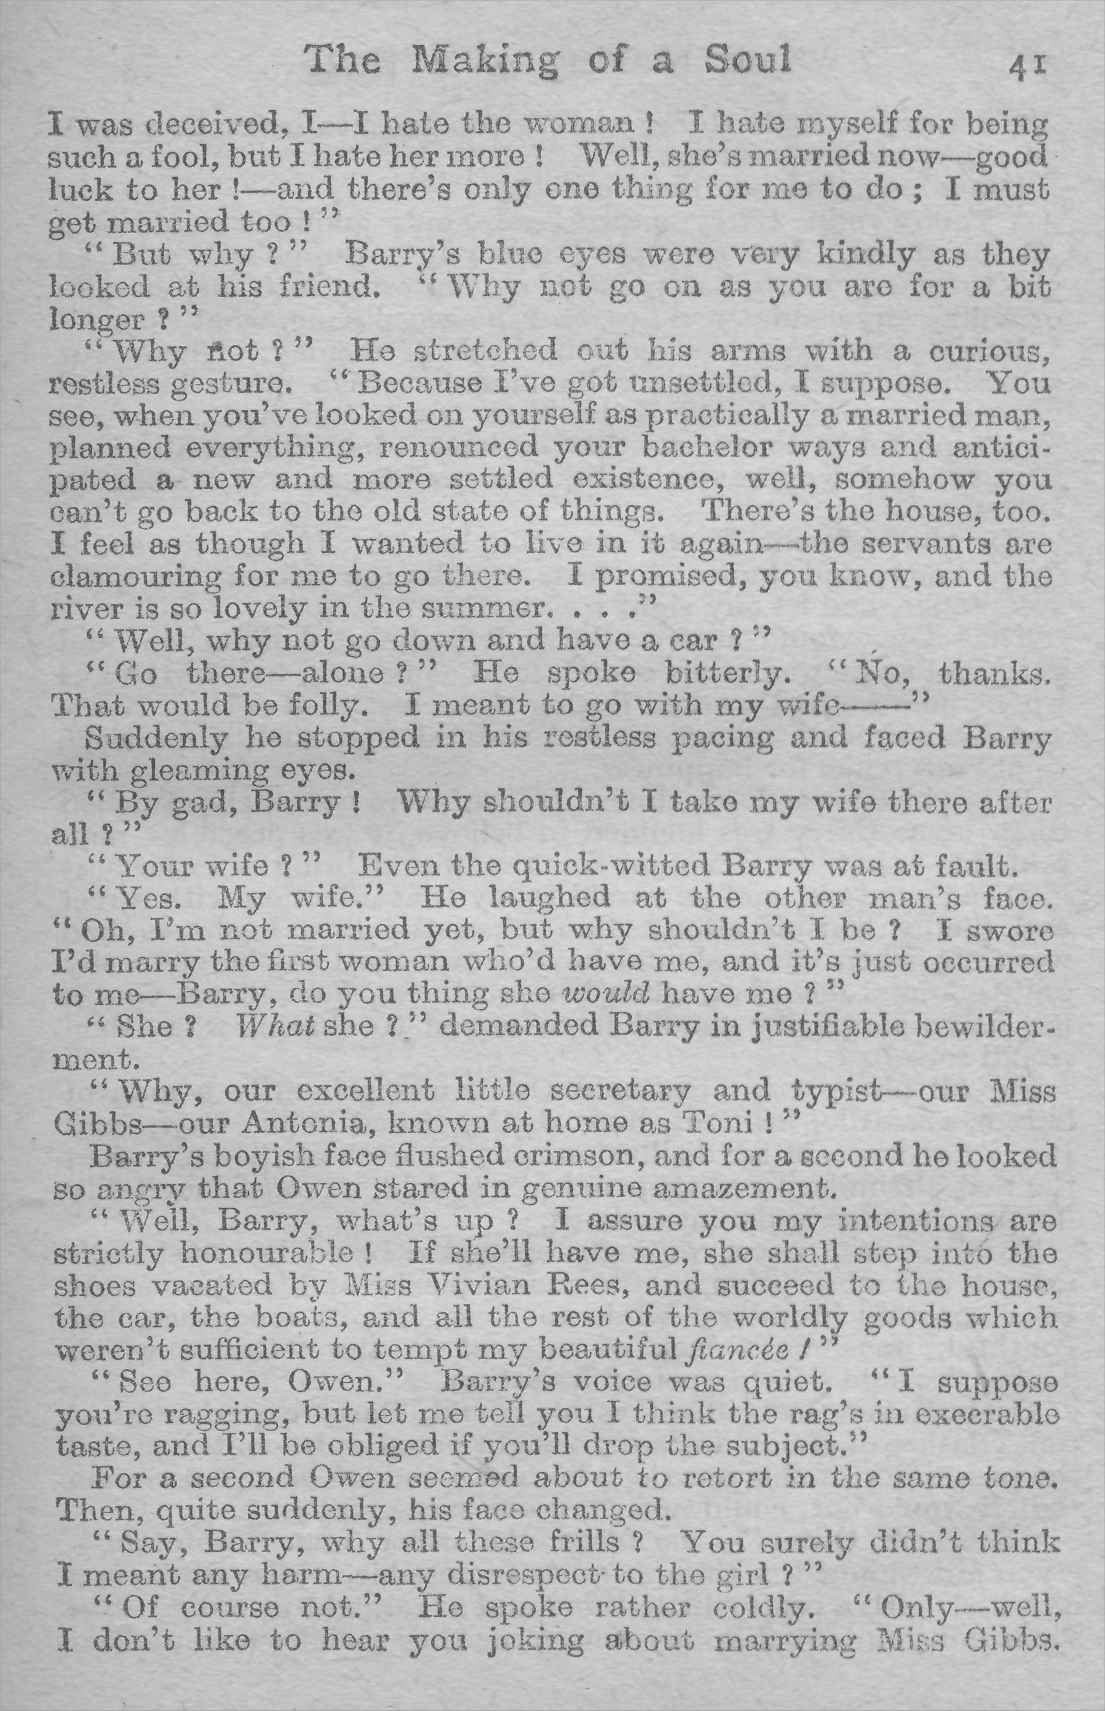 The Making of a Soul 41
I was deceived, I—I hate the woman ! I hate myself for being
such a fool, but I hate her more ! Well, she's married now—good
luck to her !—and there's only one thing for me to do ; I must
get married too ! ”
“ But why ? ” Barry's blue eyes were very kindly as they
looked at his friend. “ Why not go on as you are for a bit
longer ? ”
“ Why not ? ” He stretched out his arms with a curious,
restless gesture. “ Because I've got unsettled, I suppose. You
see, when you've looked on yourself as practically a married man,
planned everything, renounced your bachelor ways and antici-
pated a new and more settled existence, well, somehow you
can't go back to the old state of things. There's the house, too.
I feel as though I wanted to live in it again—the servants are
clamouring for me to go there. I promised, you know, and the
river is so lovely in the summer. . . .”
“ Well, why not go down and have a car ? ”
“ Go there—alone ? ” He spoke bitterly. “ No, thanks.
That would be folly. I meant to go with my wife——”
Suddenly he stopped in his restless pacing and faced Barry
with gleaming eyes.
“ By gad, Barry ! Why shouldn't I take my wife there after
all ? ”
“ Your wife ? ” Even the quick-witted Barry was at fault.
“ Yes. My wife.” He laughed at the other man's face.
“ Oh, I'm not married yet, but why shouldn't I be ? I swore
I'd marry the first woman who'd have me, and it's just occurred
to me—Barry, do you thing she would have me ? ”
“ She ? What she ? ” demanded Barry in justifiable bewilder-
ment.
“ Why, our excellent little secretary and typist—our Miss
Gibbs—our Antonia, known at home as Toni ! ”
Barry's boyish face flushed crimson, and for a second he looked
so angry that Owen stared in genuine amazement.
“ Well, Barry, what's up ? I assure you my intentions are
strictly honourable ! If she'll have me, she shall step into the
shoes vacated by Miss Vivian Rees, and succeed to the house,
the car, the boats, and all the rest of the worldly goods which
weren't sufficient to tempt my beautiful fiancée ! ”
“ See here, Owen.” Barry's voice was quiet. “ I suppose
you're ragging, but let me tell you I think the rag's in execrable
taste, and I'll be obliged if you'll drop the subject.”
For a second Owen seemed about to retort in the same tone.
Then, quite suddenly, his face changed.
“ Say, Barry, why all these frills ? You surely didn't think
I meant any harm—any disrespect to the girl ? ”
“ Of course not.” He spoke rather coldly. “ Only—well,
I don't like to hear you joking about marrying Miss Gibbs.